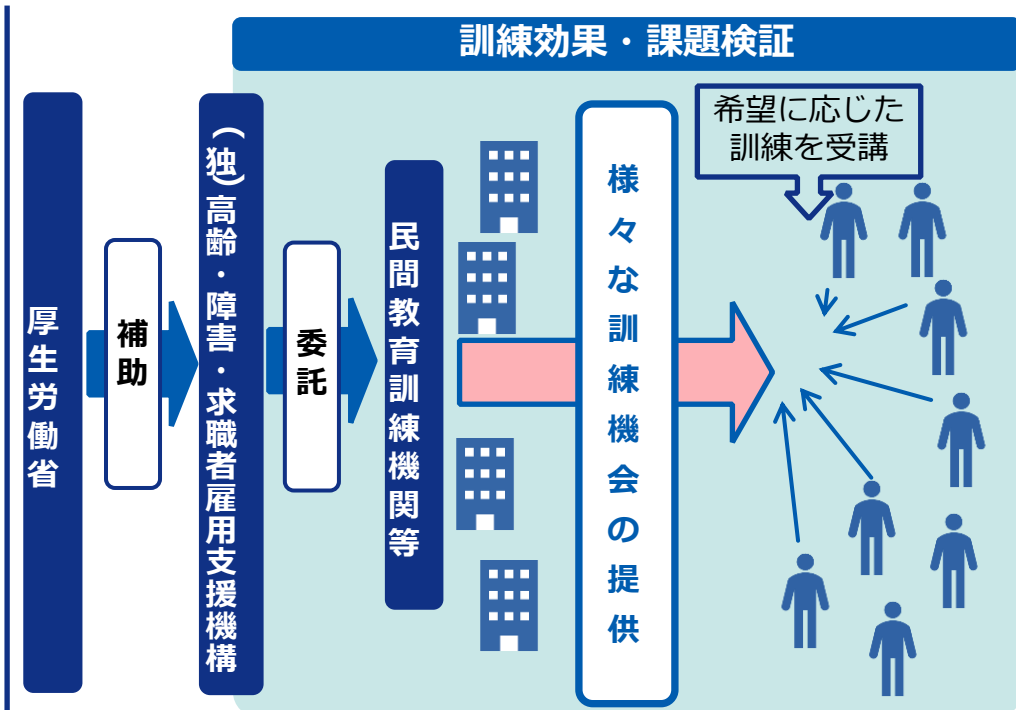 訓練効果・課題検証
厚生労働省
補助
（独）高齢・障害・求職者雇用支援機構
委託
民間教育訓練機関等
様々な訓練機会の提供
希望に応じた
訓練を受講